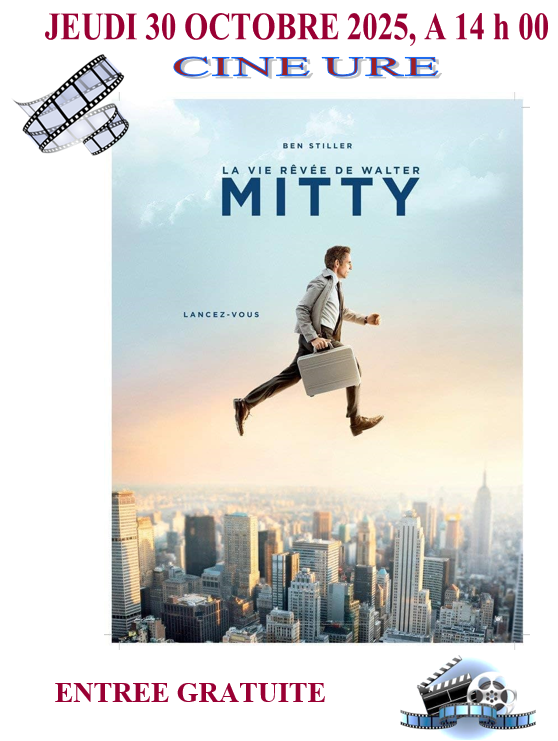 JEUDI 30 OCTOBRE 2025, A 14 h 00
CINE URE
BEN STILLER
LA VIE RÊVÉE DE WALTER
MITTY
LANCEZ-VOUS
ENTREE GRATUITE